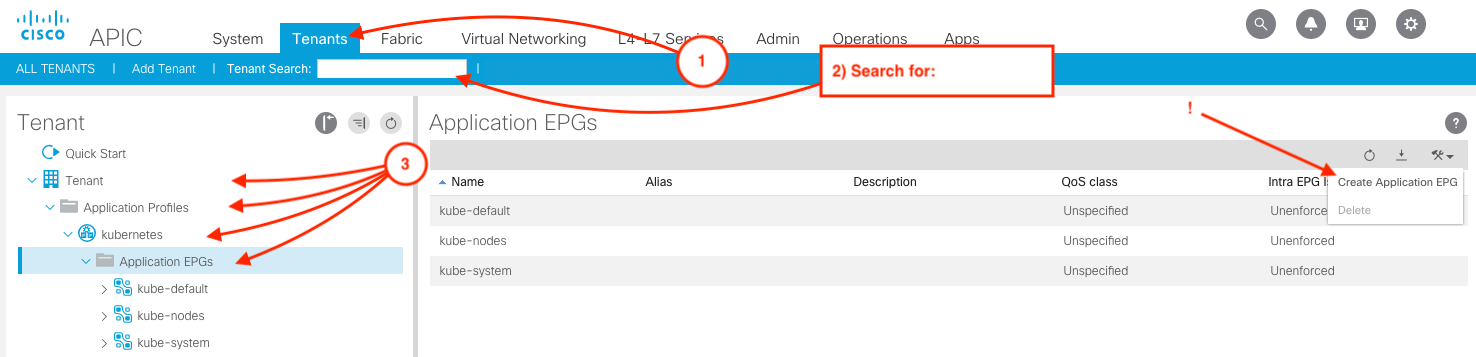 CISCO
APIC
System
Tenants
Fabric
Virtual Networking
L4-L7 Services
Admin
Operations
Apps
ALL TENANTS | Add Tenant | Tenant Search: |
1
2) Search for:
Tenant
Quick Start
Tenant
Application Profiles
kubernetes
Application EPGs
kube-default
kube-nodes
kube-system
3
Application EPGs
!
?
Name Alias Description QoS class Intra EPG Is
kube-default Unspecified Unenforce
kube-nodes Unspecified Unenforced
kube-system Unspecified Unenforced
Create Application EPG
Delete